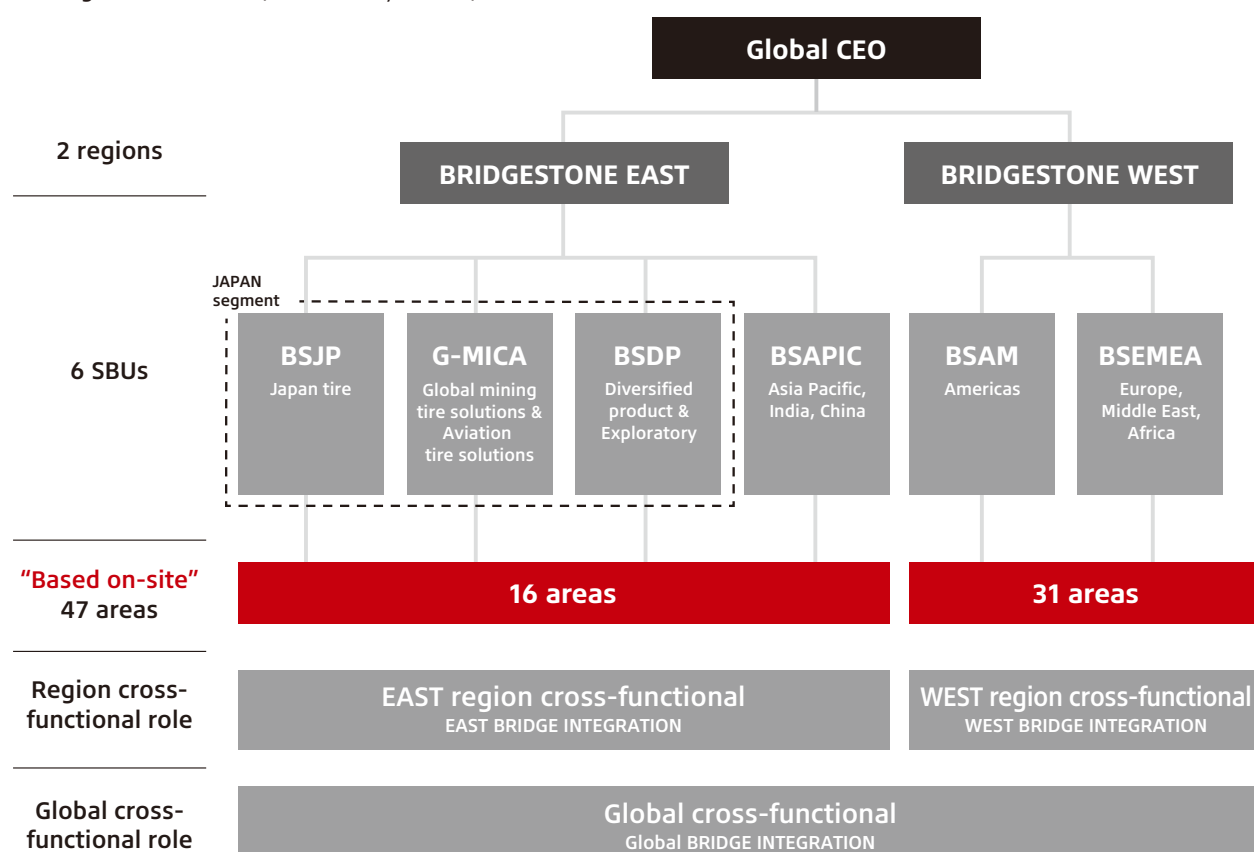 Global CEO
2 regions
BRIDGESTONE EAST
BRIDGESTONE WEST
JAPAN
segment
6 SBUs
BSJP
Japan tire
G-MICA
Global mining
tire solutions &
Aviation
tire solutions
BSDP
Diversified
product &
Exploratory
BSAPIC
Asia Pacific,
India, China
BSAM
Americas
BSEMEA
Europe,
Middle East,
Africa
“Based on-site”
47 areas
16 areas
31 areas
Region cross-
functional role
EAST region cross-functional
EAST BRIDGE INTEGRATION
WEST region cross-functional
WEST BRIDGE INTEGRATION
Global cross-
functional role
Global cross-functional
Global BRIDGE INTEGRATION